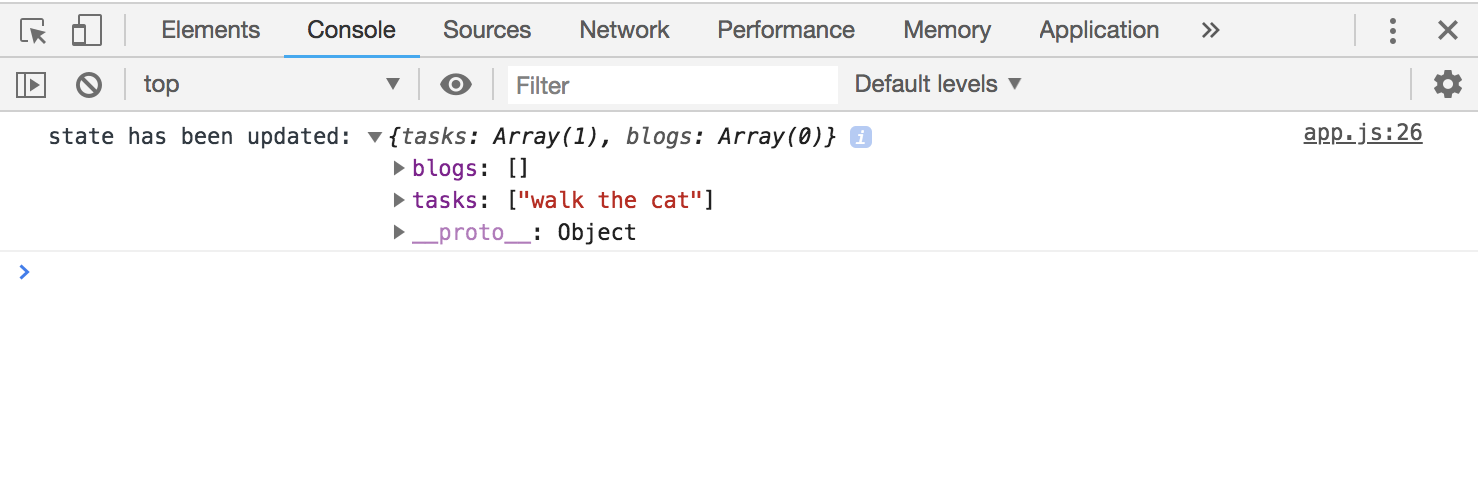 Elements Console Sources Network Performance Memory Application »
top ▼ Filter Default levels ▼
state has been updated: ▼{tasks: Array(1), blogs: Array(0)} i app.js:26
▶blogs: []
▶tasks: ["walk the cat"]
▶__proto__: Object
>